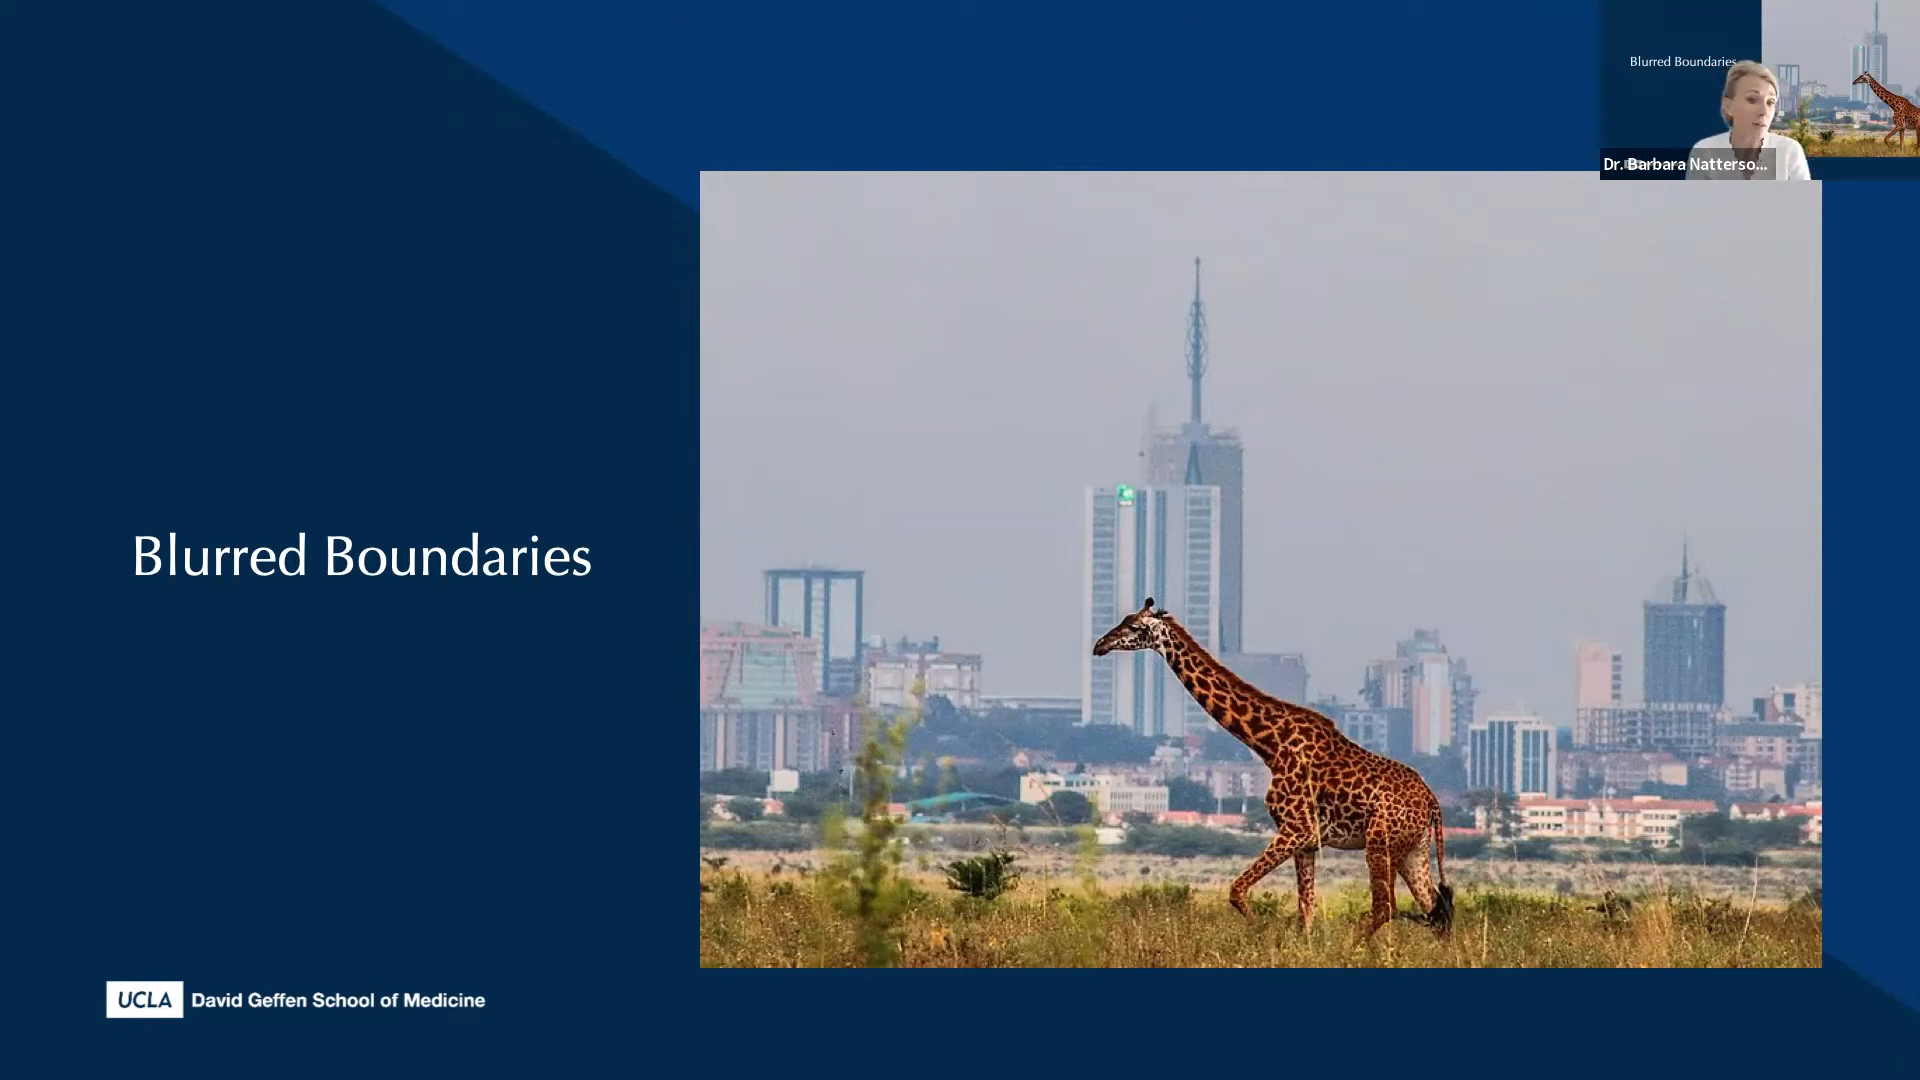 Blurred Boundaries
Dr. Barbara Natterso...
Blurred Boundaries
UCLA David Geffen School of Medicine